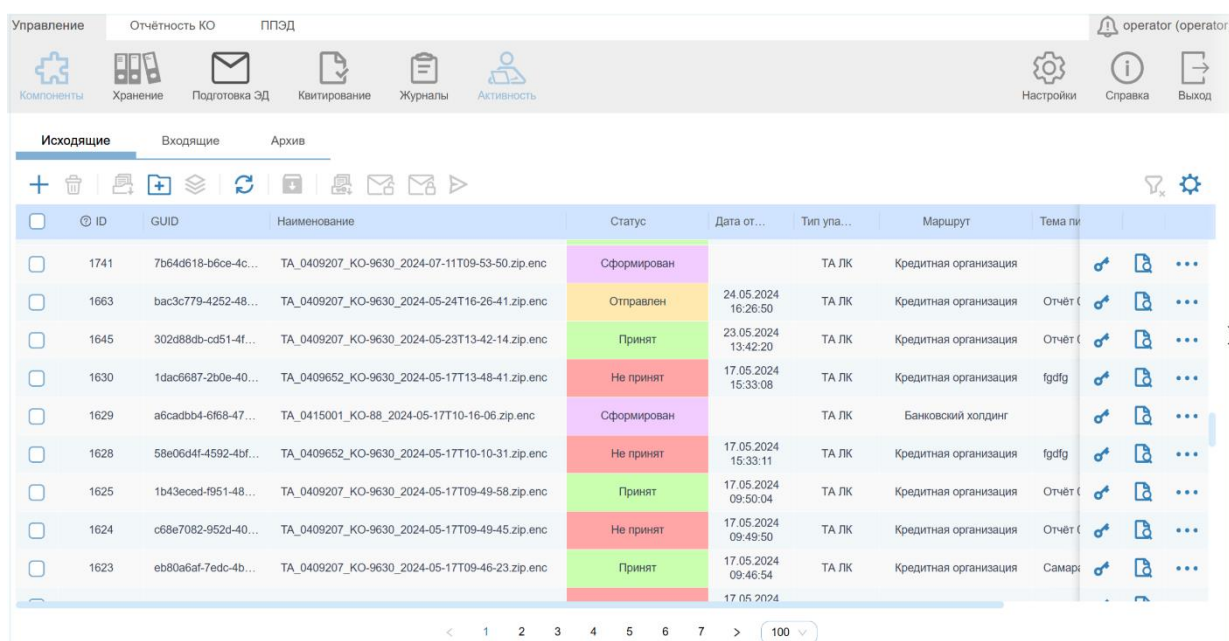 Управление Отчётность КО ППЭД operator (operator
Компоненты Хранение Подготовка ЭД Квитирование Журналы Активность Настройки Справка Выход
Исходящие Входящие Архив
ID GUID Наименование Статус Дата от... Тип упа... Маршрут Тема пи
1741 7b64d618-b6ce-4c... TA_0409207_KO-9630_2024-07-11T09-53-50.zip.enc Сформирован ТА ЛК Кредитная организация
1663 bac3c779-4252-48... TA_0409207_KO-9630_2024-05-24T16-26-41.zip.enc Отправлен 24.05.2024 16:26:50 ТА ЛК Кредитная организация Отчёт
1645 302d88db-cd51-4f... TA_0409207_KO-9630_2024-05-23T13-42-14.zip.enc Принят 23.05.2024 13:42:20 ТА ЛК Кредитная организация Отчёт
1630 1dac6687-2b0e-40... TA_0409652_KO-9630_2024-05-17T13-48-41.zip.enc Не принят 17.05.2024 15:33:08 ТА ЛК Кредитная организация fgdfg
1629 a6cadbb4-6f68-47... TA_0415001_KO-88_2024-05-17T10-16-06.zip.enc Сформирован ТА ЛК Банковский холдинг
1628 58e06d4f-4592-4bf... TA_0409652_KO-9630_2024-05-17T10-10-31.zip.enc Не принят 17.05.2024 15:33:11 ТА ЛК Кредитная организация fgdfg
1625 1b43eced-f951-48... TA_0409207_KO-9630_2024-05-17T09-49-58.zip.enc Принят 17.05.2024 09:50:04 ТА ЛК Кредитная организация Отчёт
1624 c68e7082-952d-40... TA_0409207_KO-9630_2024-05-17T09-49-45.zip.enc Не принят 17.05.2024 09:49:50 ТА ЛК Кредитная организация Отчёт
1623 eb80a6af-7edc-4b... TA_0409207_KO-9630_2024-05-17T09-46-23.zip.enc Принят 17.05.2024 09:46:54 ТА ЛК Кредитная организация Самара
17.05.2024
< 1 2 3 4 5 6 7 > 100